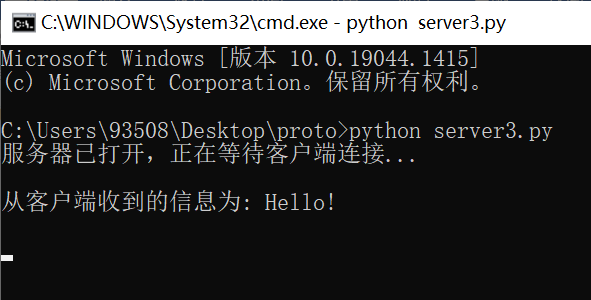 C:\WINDOWS\System32\cmd.exe - python  server3.py
Microsoft Windows [版本 10.0.19044.1415]
(c) Microsoft Corporation。保留所有权利。
C:\Users\93508\Desktop\proto>python server3.py
服务器已打开，正在等待客户端连接...
从客户端收到的信息为: Hello!